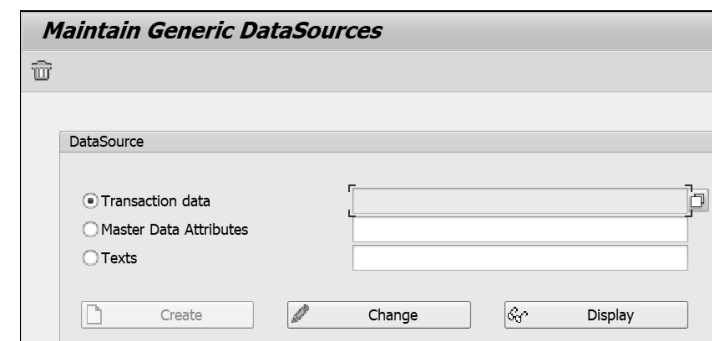 Maintain Generic DataSources
DataSource
Transaction data
Master Data Attributes
Texts
Create Change Display